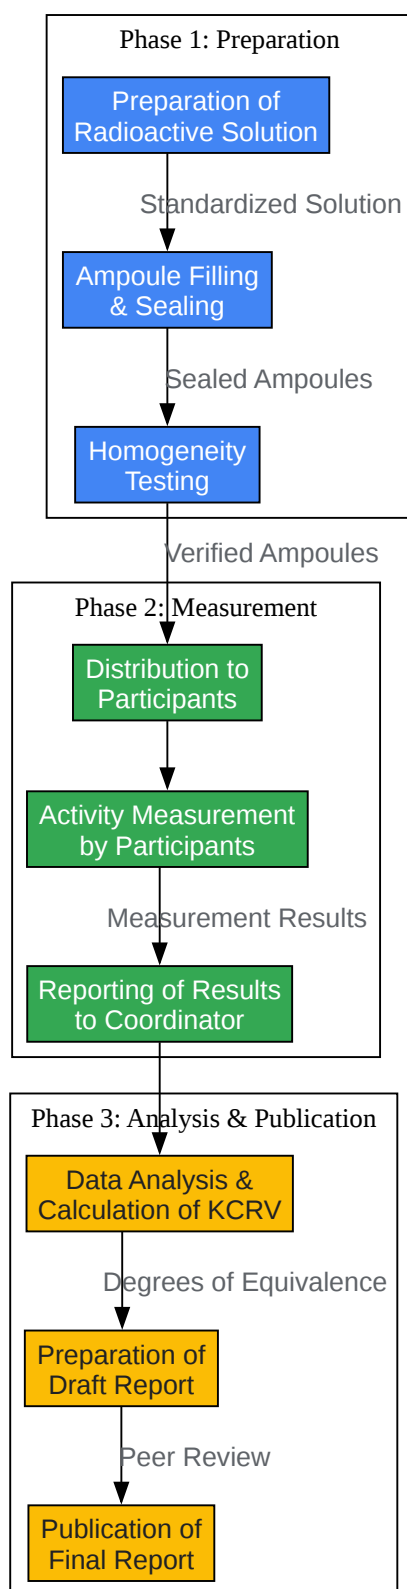 Phase 1: Preparation
Preparation of
Radioactive Solution
Standardized Solution
Ampoule Filling
& Sealing
Sealed Ampoules
Homogeneity
Testing
Verified Ampoules
Phase 2: Measurement
Distribution to
Participants
Activity Measurement
by Participants
Measurement Results
Reporting of Results
to Coordinator
Phase 3: Analysis & Publication
Data Analysis &
Calculation of KCRV
Degrees of Equivalence
Preparation of
Draft Report
Peer Review
Publication of
Final Report